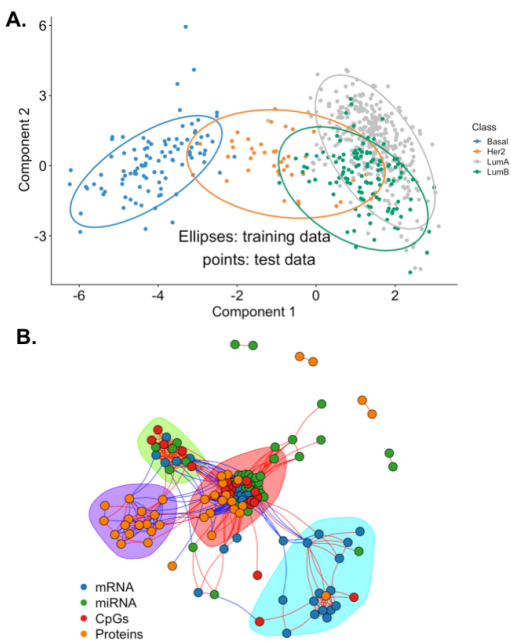 A.
6
3
0
-3
Component 2
-6
-4
-2
0
2
Component 1
Ellipses: training data
points: test data
Class
Basal
Her2
LumA
LumB
B.
mRNA
miRNA
CpGs
Proteins